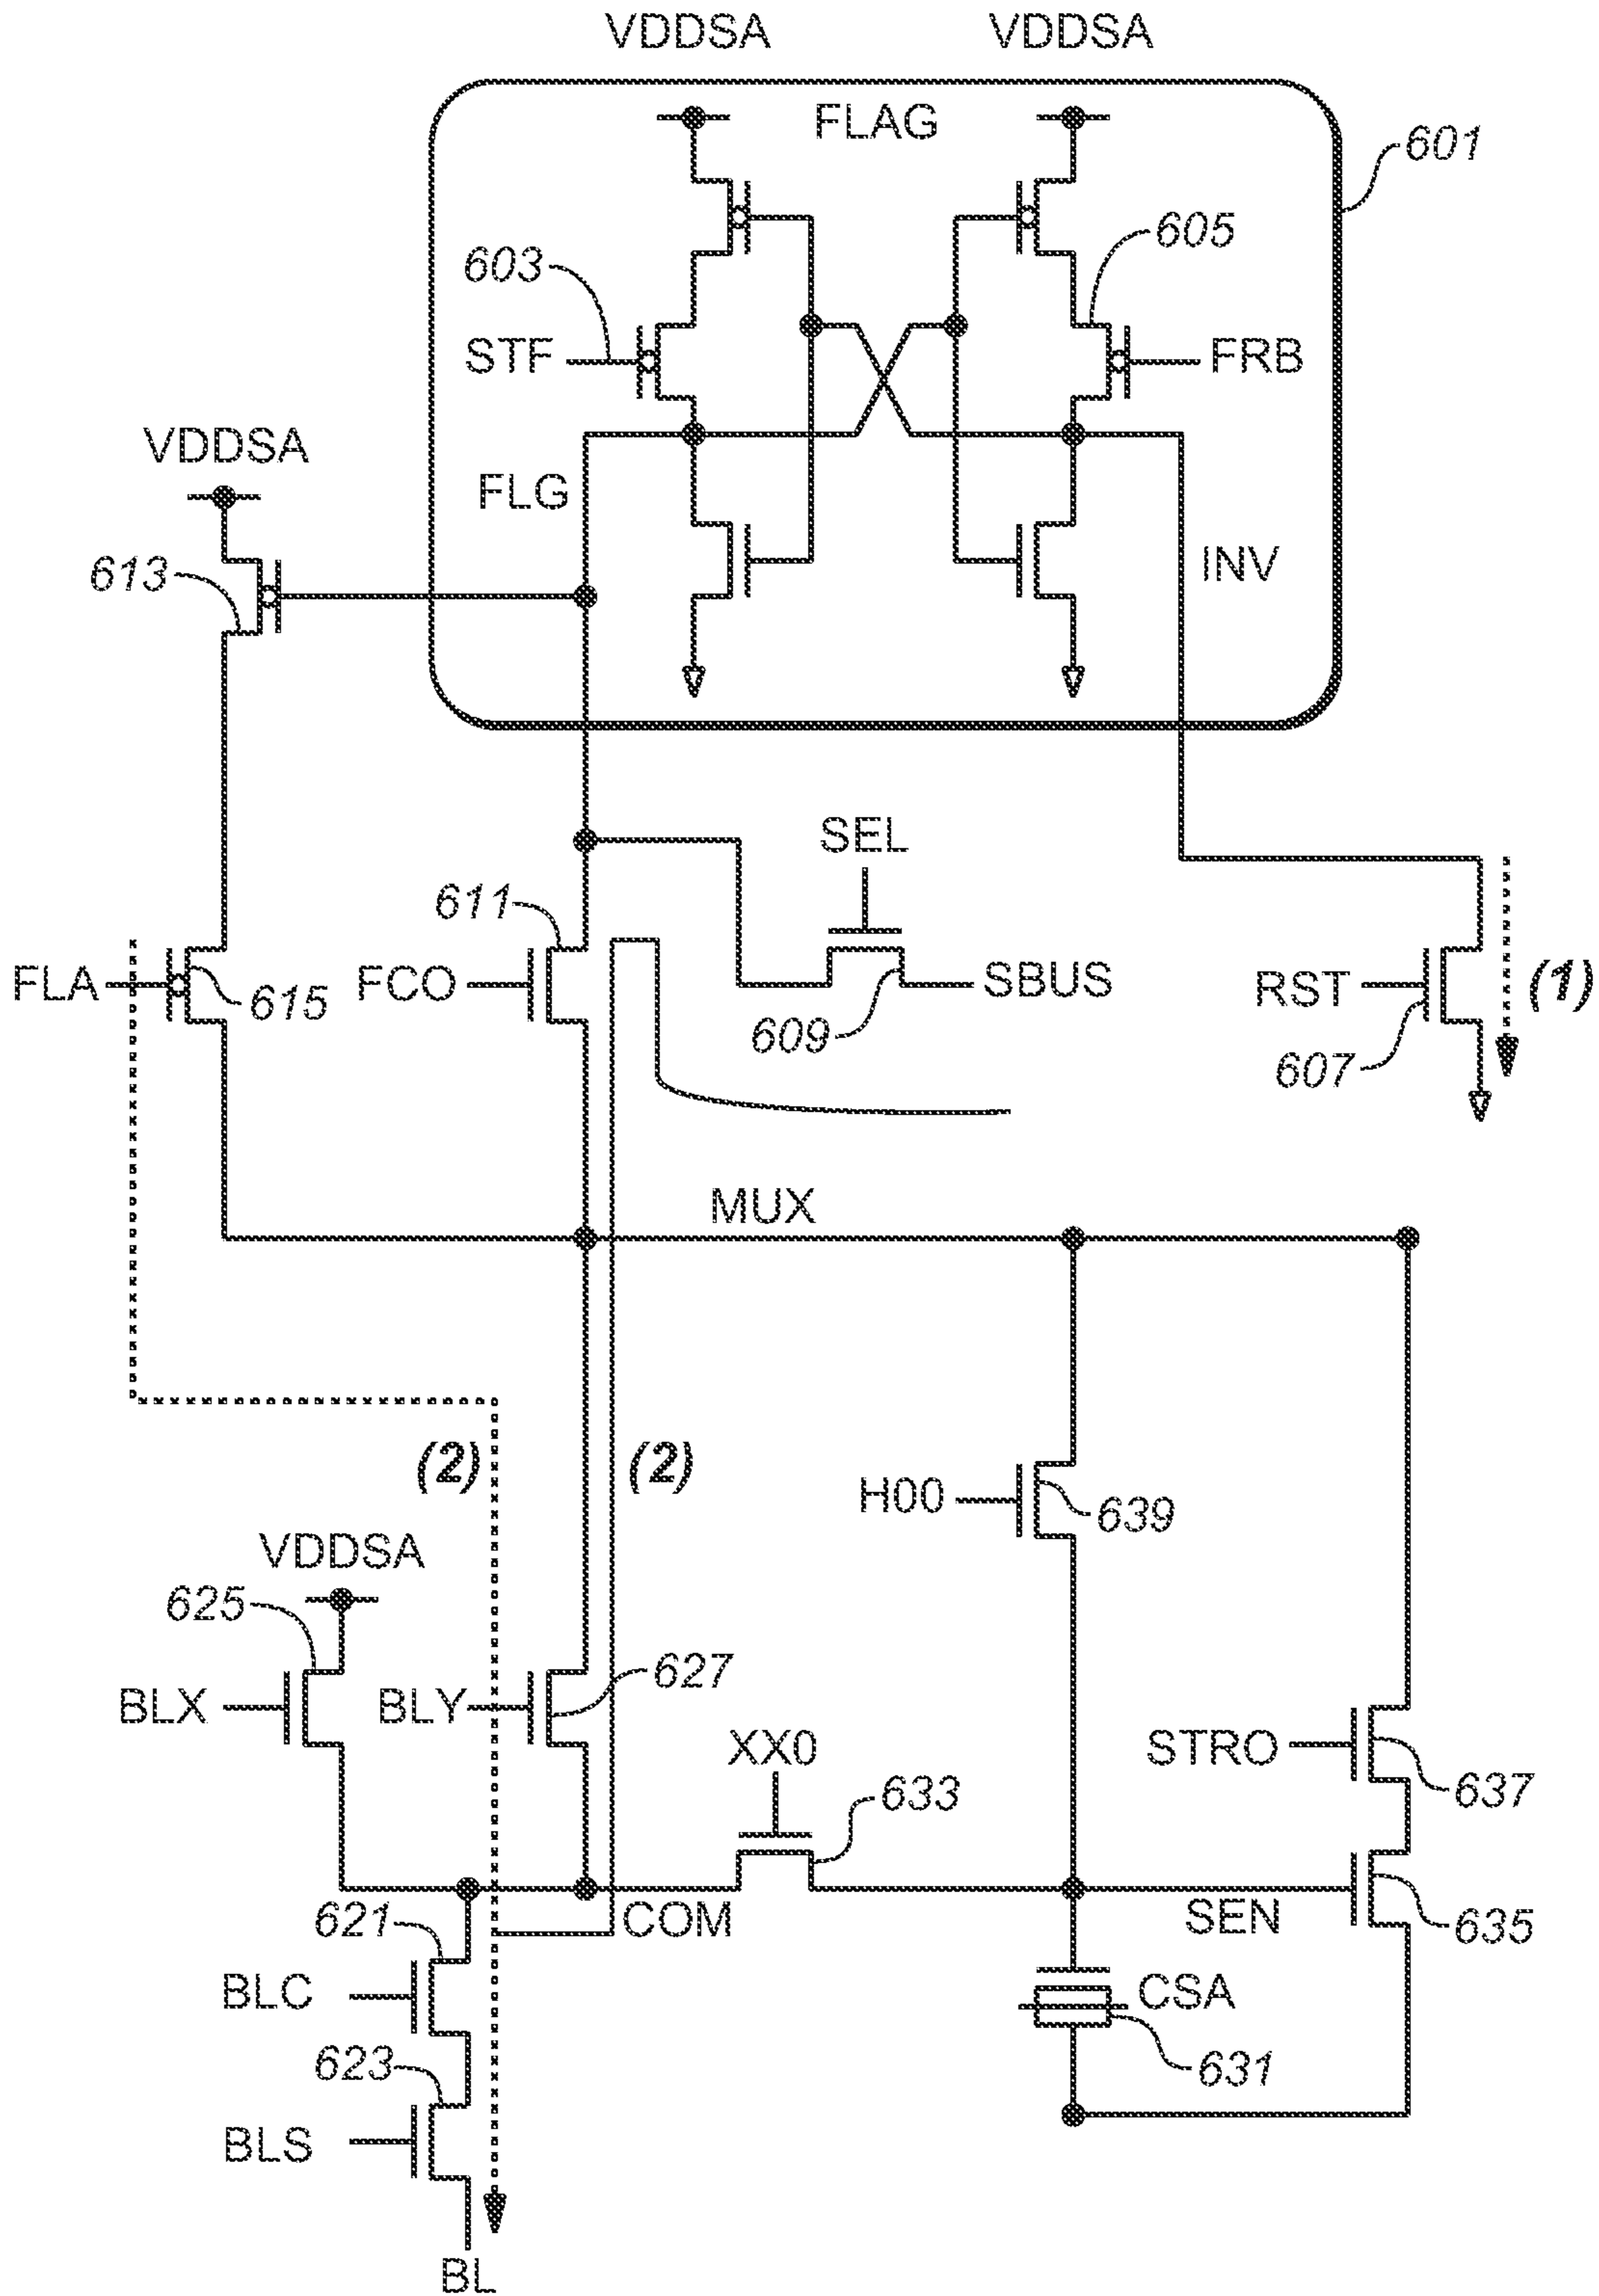 VDDSA VDDSA
FLAG
601
603 605
STF FRB
VDDSA
FLG
613 INV
SEL
611
FLA 615 FCO SBUS RST (1)
609 607
MUX
(2) (2)
H00 639
VDDSA
625
627
BLX BLY
XX0 STRO
633 637
621 COM SEN 635
BLC CSA
623 631
BLS
BL